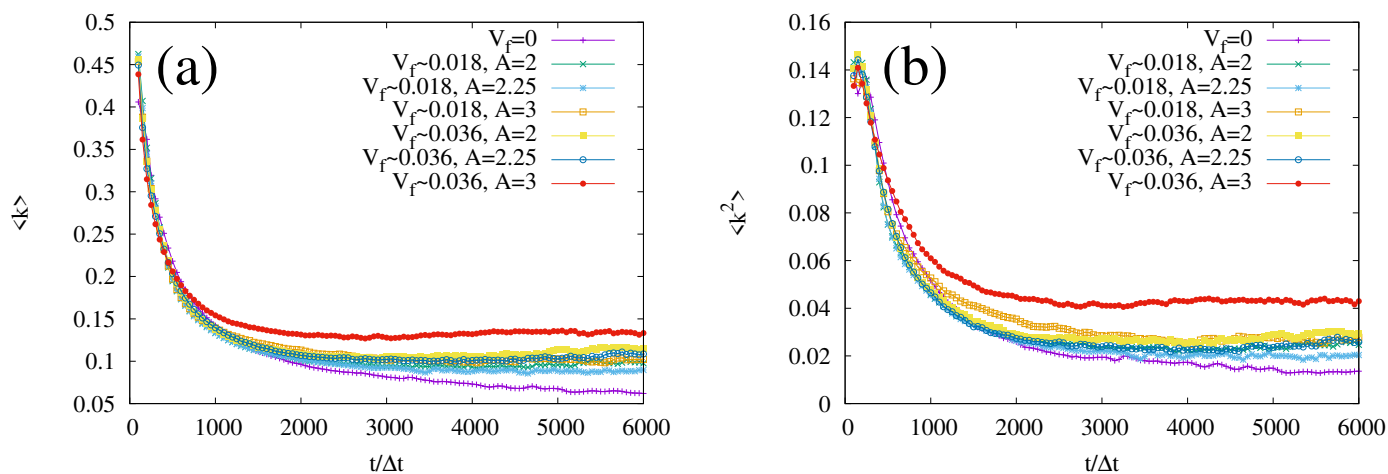 (a)
<k>
0.5
0.45
0.4
0.35
0.3
0.25
0.2
0.15
0.1
0.05
V_f=0
V_f~0.018, A=2
V_f~0.018, A=2.25
V_f~0.018, A=3
V_f~0.036, A=2
V_f~0.036, A=2.25
V_f~0.036, A=3
0 1000 2000 3000 4000 5000 6000
t/Δt
(b)
<k²>
0.16
0.14
0.12
0.1
0.08
0.06
0.04
0.02
0
V_f=0
V_f~0.018, A=2
V_f~0.018, A=2.25
V_f~0.018, A=3
V_f~0.036, A=2
V_f~0.036, A=2.25
V_f~0.036, A=3
0 1000 2000 3000 4000 5000 6000
t/Δt